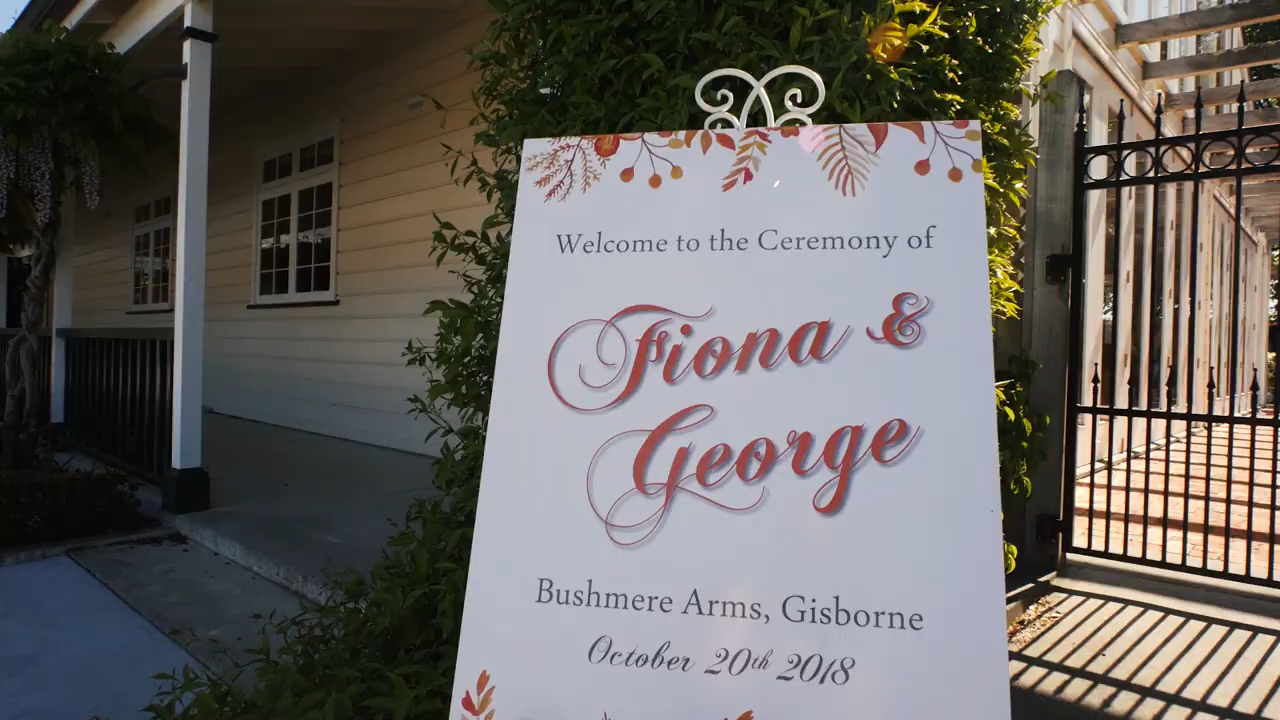 Welcome to the Ceremony of
Fiona &
George
Bushmere Arms, Gisborne
October 20th 2018